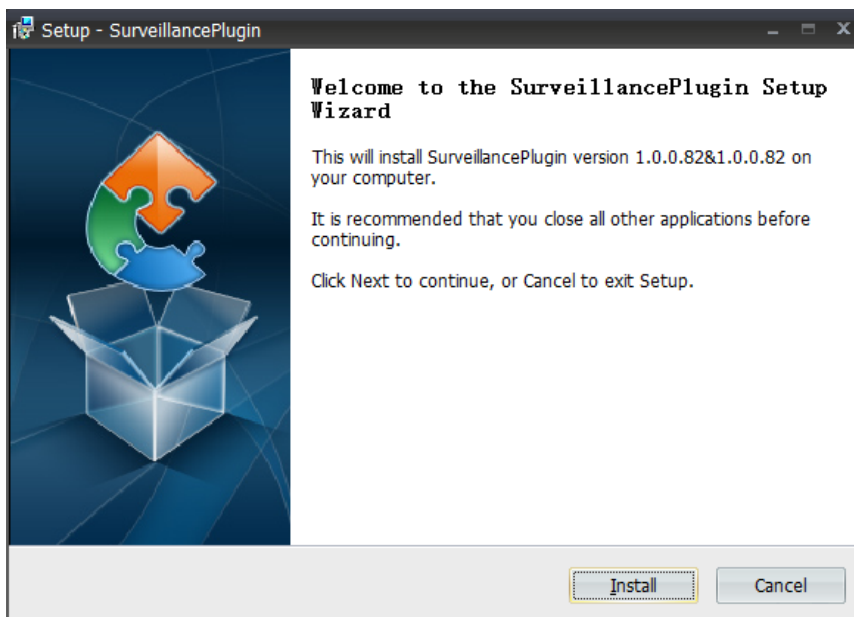 Setup - SurveillancePlugin
Welcome to the SurveillancePlugin Setup
Wizard
This will install SurveillancePlugin version 1.0.0.82&1.0.0.82 on
your computer.
It is recommended that you close all other applications before
continuing.
Click Next to continue, or Cancel to exit Setup.
Install
Cancel